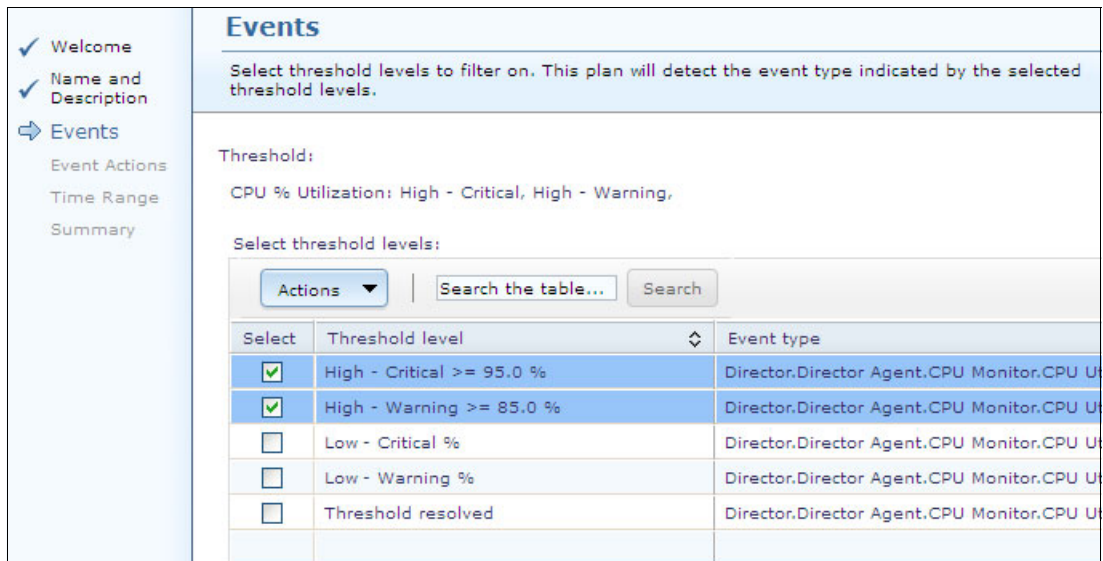 Welcome
Name and
Description
Events
Event Actions
Time Range
Summary
Events
Select threshold levels to filter on. This plan will detect the event type indicated by the selected
threshold levels.
Threshold:
CPU % Utilization: High - Critical, High - Warning,
Select threshold levels:
Actions Search the table... Search
Select Threshold level Event type
High - Critical >= 95.0 % Director.Director Agent.CPU Monitor.CPU Ut
High - Warning >= 85.0 % Director.Director Agent.CPU Monitor.CPU Ut
Low - Critical % Director.Director Agent.CPU Monitor.CPU Ut
Low - Warning % Director.Director Agent.CPU Monitor.CPU Ut
Threshold resolved Director.Director Agent.CPU Monitor.CPU Ut